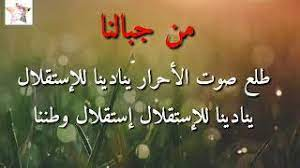 من جبالنا
طلع صوت الأحرار ينادينا للإستقلال
ينادينا للإستقلال إستقلال وطننا